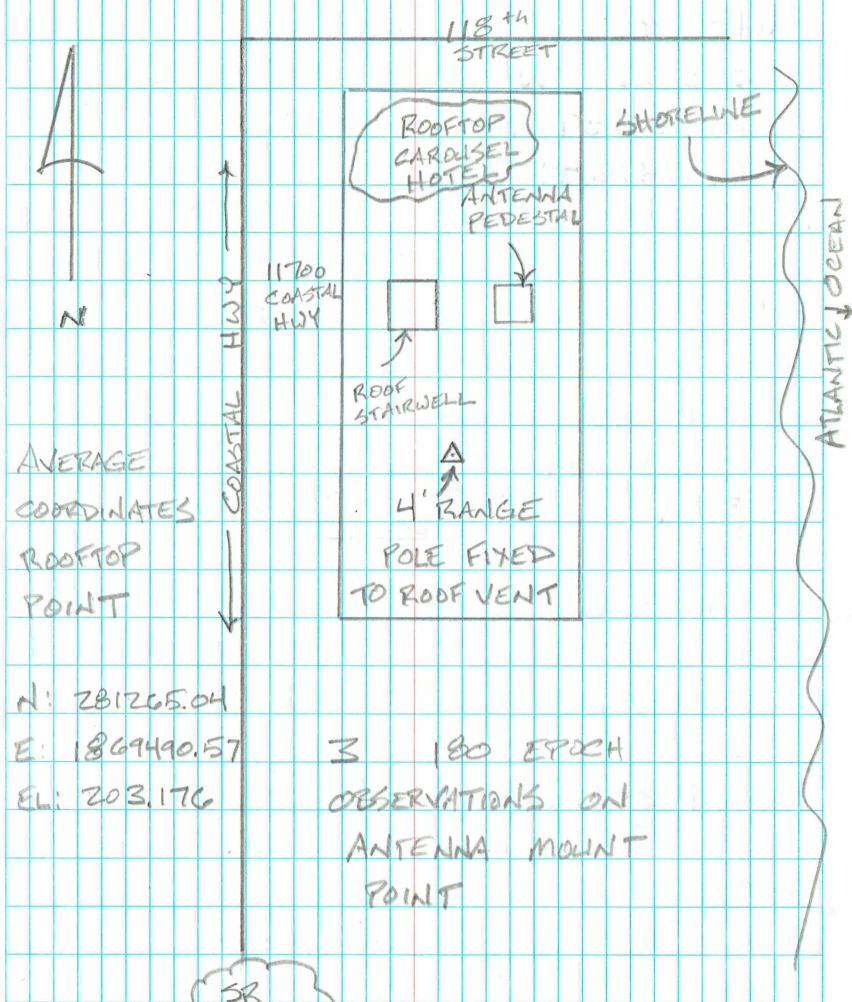 118th
STREET
ROOFTOP
CAROUSEL
HOTEL
SHORELINE
ANTENNA
PEDESTAL
11700
COASTAL
HWY
N
COASTAL HWY
ATLANTIC OCEAN
ROOF
STAIRWELL
4' RANGE
POLE FIXED
TO ROOF VENT
AVERAGE
COORDINATES
ROOFTOP
POINT
N: 281265.04
E: 1869490.57
EL: 203.176
3 180 EPOCH
OBSERVATIONS ON
ANTENNA MOUNT
POINT
SR